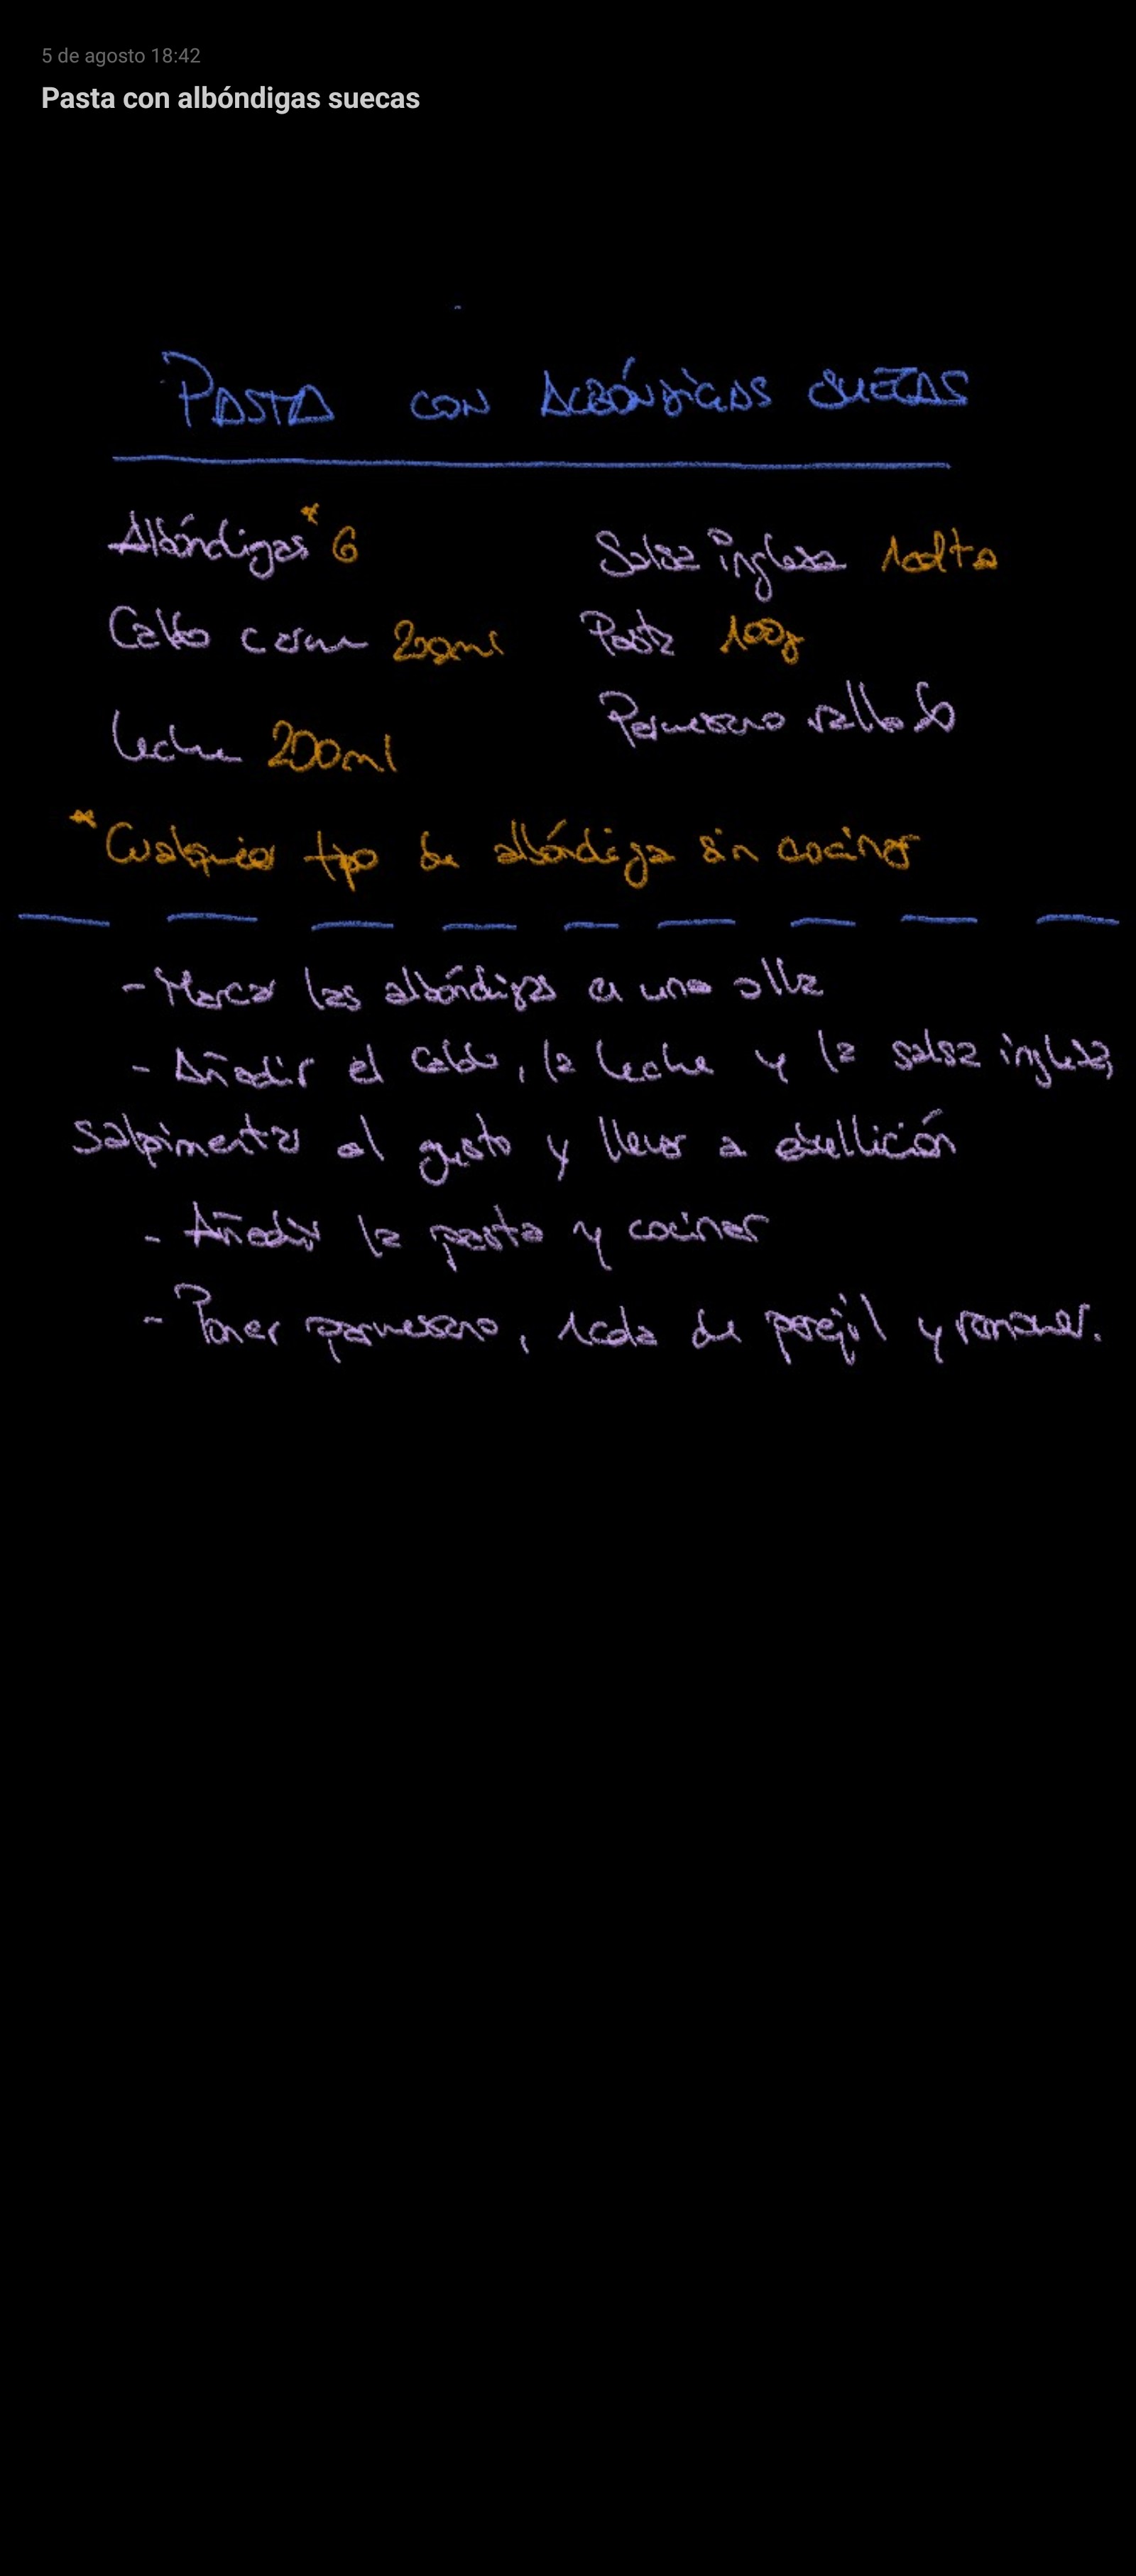 5 de agosto 18:42
Pasta con albóndigas suecas
PASTA CON ALBÓNDIGAS SUECAS
Albóndigas* 6
Salsa inglesa 1cdta
Caldo carne 200ml
Pasta 100g
Leche 200ml
Parmesano rallado
* Cualquier tipo de albóndiga sin cocinar
- Marcar las albóndigas en una olla
- Añadir el caldo, la leche y la salsa inglesa,
salpimentar al gusto y llevar a ebullición
- Añadir la pasta y cocinar
- Poner parmesano, 1cda de perejil y remover.